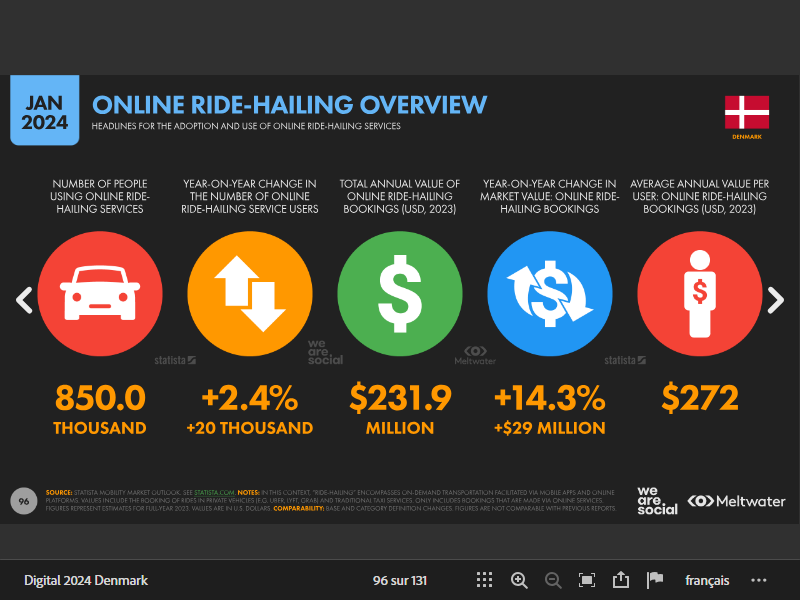 JAN
2024
ONLINE RIDE-HAILING OVERVIEW
HEADLINES FOR THE ADOPTION AND USE OF ONLINE RIDE-HAILING SERVICES
DENMARK
NUMBER OF PEOPLE
USING ONLINE RIDE-
HAILING SERVICES
YEAR-ON-YEAR CHANGE IN
THE NUMBER OF ONLINE
RIDE-HAILING SERVICE USERS
TOTAL ANNUAL VALUE OF
ONLINE RIDE-HAILING
BOOKINGS (USD, 2023)
YEAR-ON-YEAR CHANGE IN
MARKET VALUE: ONLINE RIDE-
HAILING BOOKINGS
AVERAGE ANNUAL VALUE PER
USER: ONLINE RIDE-HAILING
BOOKINGS (USD, 2023)
$
$
$
statista
we
are
social
Meltwater
statista
850.0
THOUSAND
+2.4%
+20 THOUSAND
$231.9
MILLION
+14.3%
+$29 MILLION
$272
96
SOURCE: STATISTA MOBILITY MARKET OUTLOOK. SEE STATISTA.COM. NOTES: IN THIS CONTEXT, "RIDE-HAILING" ENCOMPASSES ON-DEMAND TRANSPORTATION FACILITATED VIA MOBILE APPS AND ONLINE
PLATFORMS. VALUES INCLUDE THE BOOKING OF RIDES IN PRIVATE VEHICLES (E.G. UBER, LYFT, GRAB) AND TRADITIONAL TAXI SERVICES. ONLY INCLUDES BOOKINGS THAT ARE MADE VIA ONLINE SERVICES.
FIGURES REPRESENT ESTIMATES FOR FULL-YEAR 2023. VALUES ARE IN U.S. DOLLARS. COMPARABILITY: BASE AND CATEGORY DEFINITION CHANGES. FIGURES ARE NOT COMPARABLE WITH PREVIOUS REPORTS.
we
are
social
Meltwater
Digital 2024 Denmark
96 sur 131
français